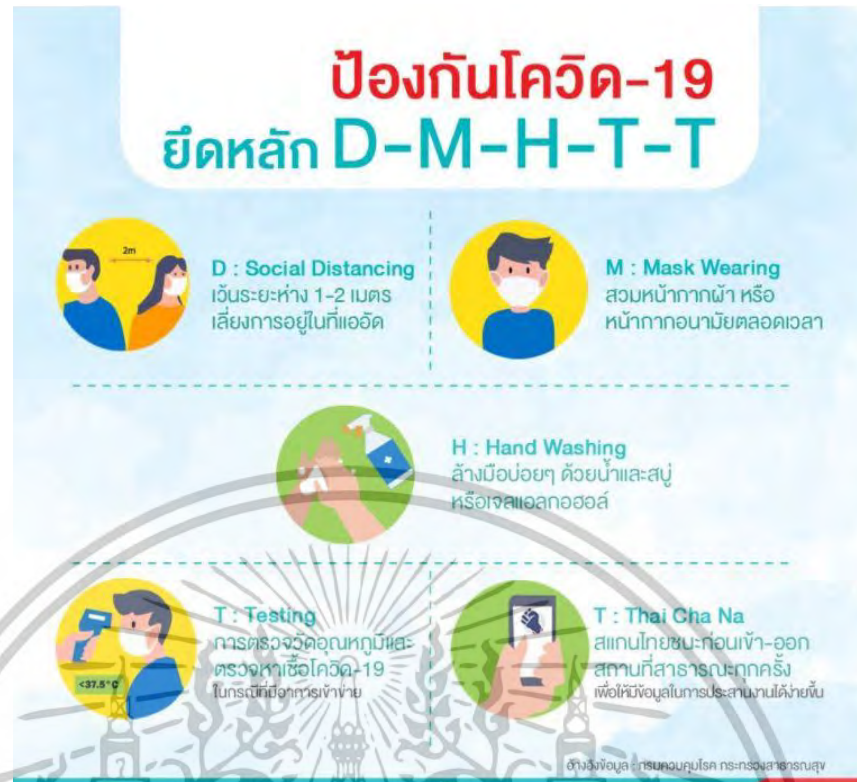 ป้องกันโควิด-19
ยึดหลัก D-M-H-T-T
2m
D : Social Distancing
เว้นระยะห่าง 1-2 เมตร
เลี่ยงการอยู่ในที่แออัด
M : Mask Wearing
สวมหน้ากากผ้า หรือ
หน้ากากอนามัยตลอดเวลา
H : Hand Washing
ล้างมือบ่อยๆ ด้วยน้ำและสบู่
หรือเจลแอลกอฮอล์
T : Testing
การตรวจวัดอุณหภูมิและ
ตรวจหาเชื้อโควิด-19
ในกรณีที่มีอาการเข้าข่าย
<37.5°C
T : Thai Cha Na
สแกนไทยชนะก่อนเข้า-ออก
สถานที่สาธารณะทุกครั้ง
เพื่อให้มีข้อมูลในการประสานงานได้ง่ายขึ้น
อ้างอิงข้อมูล : กรมควบคุมโรค กระทรวงสาธารณสุข